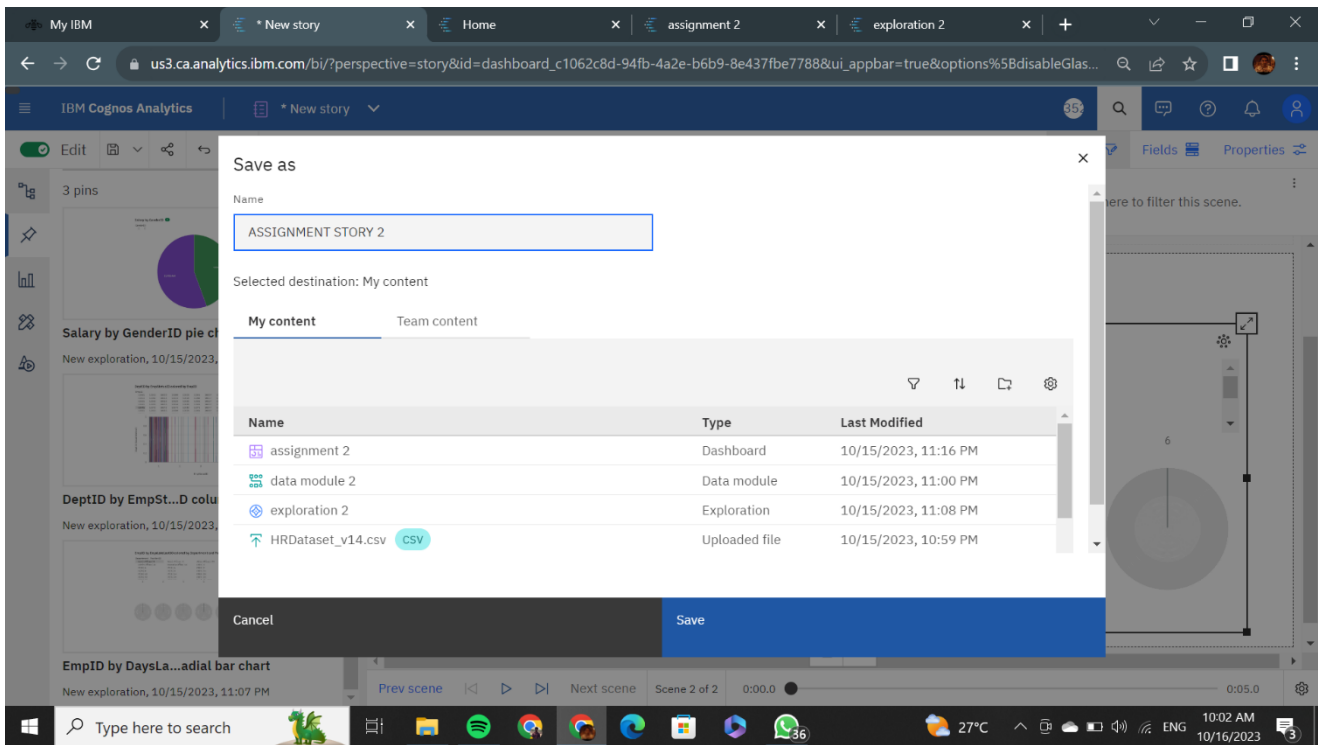 My IBM
* New story
Home
assignment 2
exploration 2
us3.ca.analytics.ibm.com/bi/?perspective=story&id=dashboard_c1062c8d-94fb-4a2e-b6b9-8e437fbe7788&ui_appbar=true&options%5BdisableGlas...
IBM Cognos Analytics
* New story
Edit
Fields
Properties
3 pins
here to filter this scene.
Salary by GenderID pie ch
New exploration, 10/15/2023,
DeptID by EmpSt...D colu
New exploration, 10/15/2023,
EmpID by DaysLa...adial bar chart
New exploration, 10/15/2023, 11:07 PM
Save as
Name
ASSIGNMENT STORY 2
Selected destination: My content
My content
Team content
Name Type Last Modified
assignment 2 Dashboard 10/15/2023, 11:16 PM
data module 2 Data module 10/15/2023, 11:00 PM
exploration 2 Exploration 10/15/2023, 11:08 PM
HRDataset_v14.csv CSV Uploaded file 10/15/2023, 10:59 PM
Cancel
Save
6
Prev scene
Next scene
Scene 2 of 2
0:00.0
0:05.0
Type here to search
36
27°C
ENG
10:02 AM
10/16/2023
3